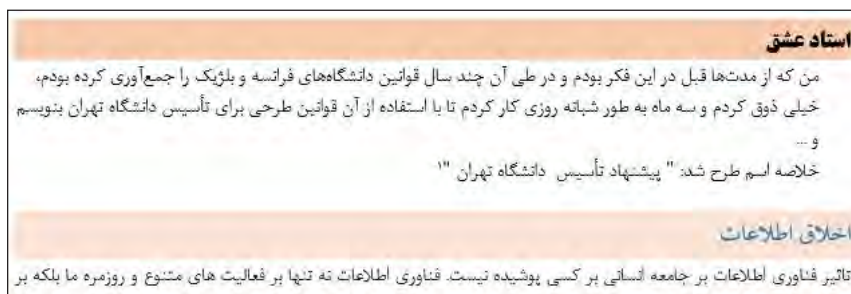 استاد عشق
من که از مدت‌ها قبل در این فکر بودم و در طی آن چند سال قوانین دانشگاه‌های فرانسه و بلژیک را جمع‌آوری کرده بودم،
خیلی ذوق کردم و سه ماه به طور شبانه روزی کار کردم تا با استفاده از آن قوانین طرحی برای تأسیس دانشگاه تهران بنویسم
و ...
خلاصه اسم طرح شد: " پیشنهاد تأسیس دانشگاه تهران "۱
اخلاق اطلاعات
تاثیر فناوری اطلاعات بر جامعه انسانی بر کسی پوشیده نیست. فناوری اطلاعات نه تنها بر فعالیت های متنوع و روزمره ما بلکه بر